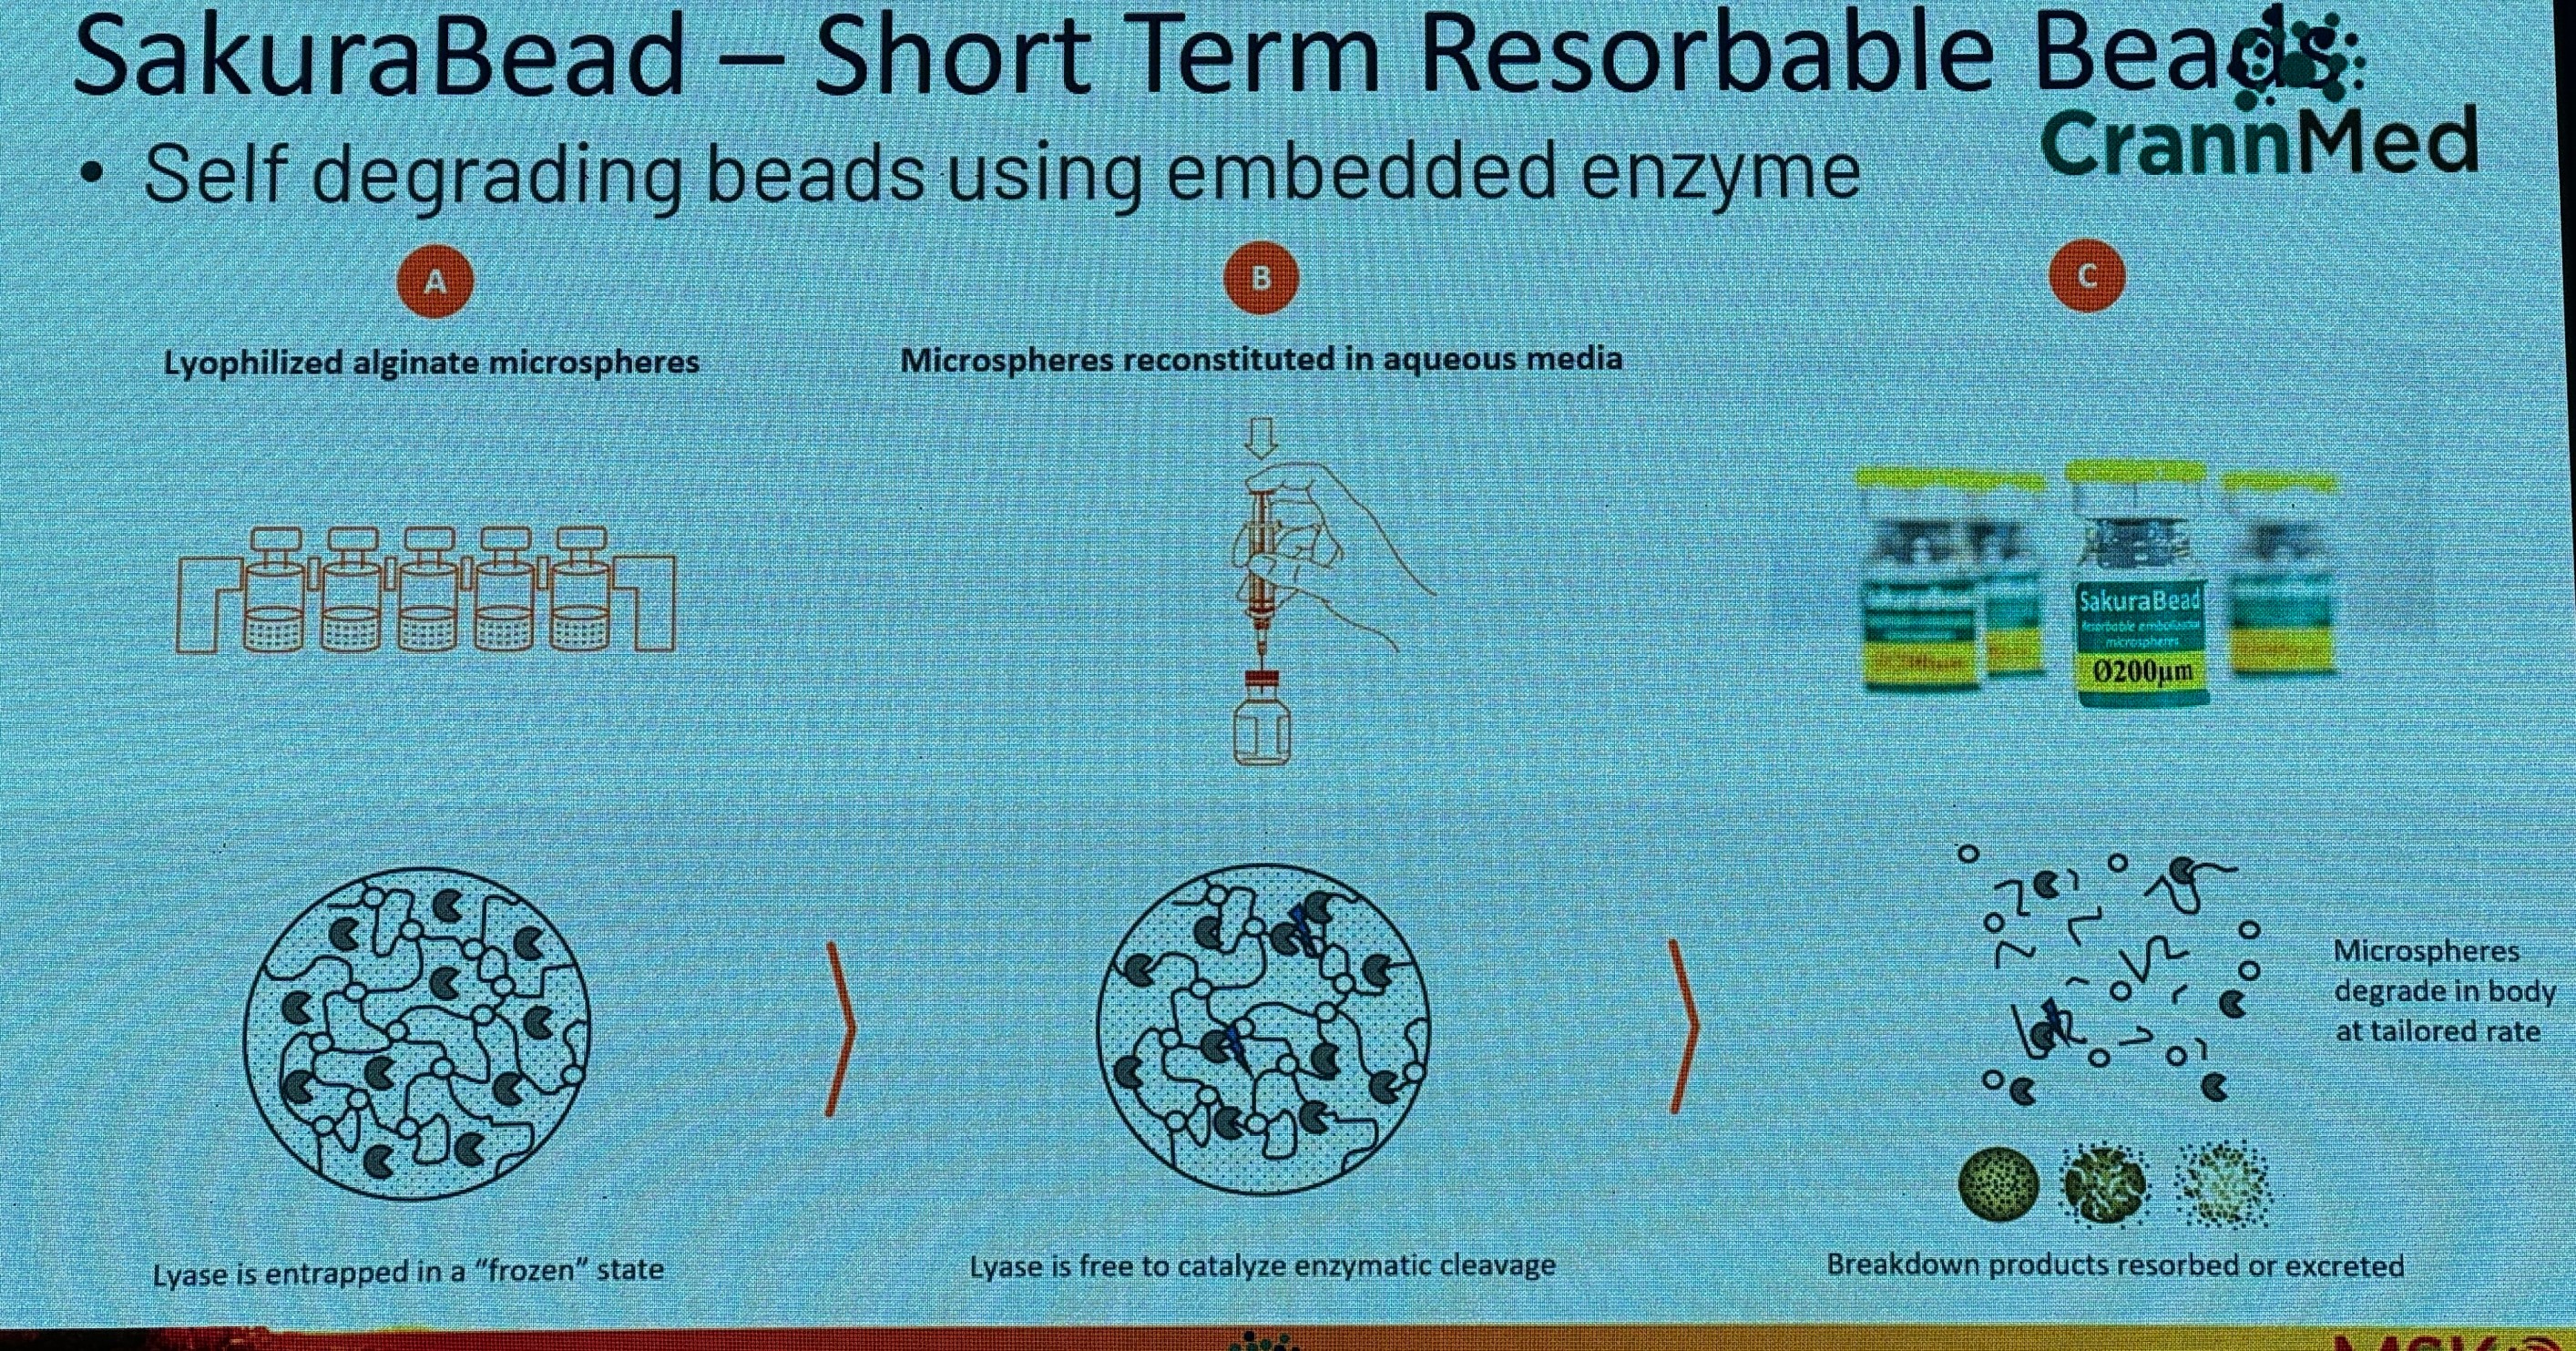 SakuraBead – Short Term Resorbable Beads
CrannMed
• Self degrading beads using embedded enzyme
A
B
C
Lyophilized alginate microspheres
Microspheres reconstituted in aqueous media
SakuraBead
Resorbable embolization
microspheres
Ø200µm
Microspheres
degrade in body
at tailored rate
Lyase is entrapped in a "frozen" state
Lyase is free to catalyze enzymatic cleavage
Breakdown products resorbed or excreted